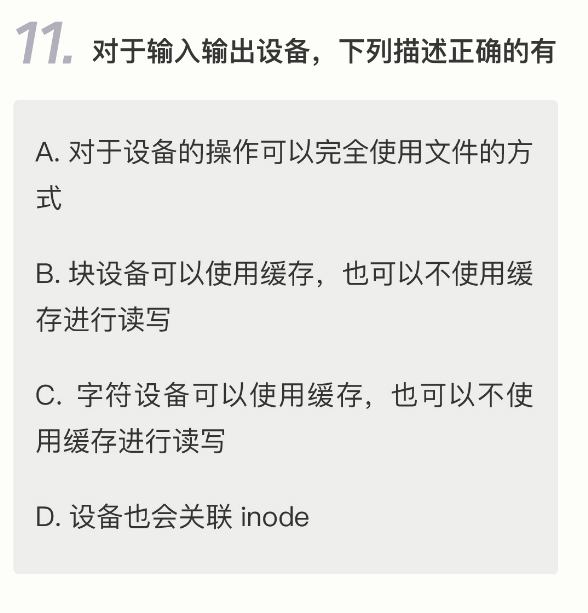 11. 对于输入输出设备，下列描述正确的有
A. 对于设备的操作可以完全使用文件的方
式
B. 块设备可以使用缓存，也可以不使用缓
存进行读写
C. 字符设备可以使用缓存，也可以不使
用缓存进行读写
D. 设备也会关联 inode